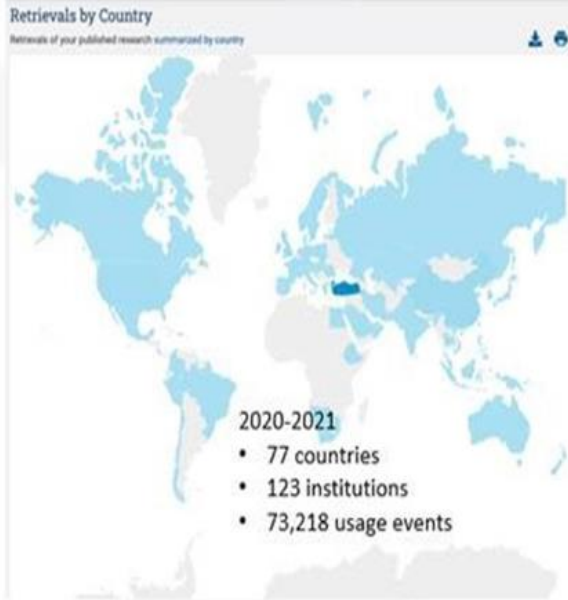 Retrievals by Country
Retrievals of your published research summarized by country
2020-2021
• 77 countries
• 123 institutions
• 73,218 usage events